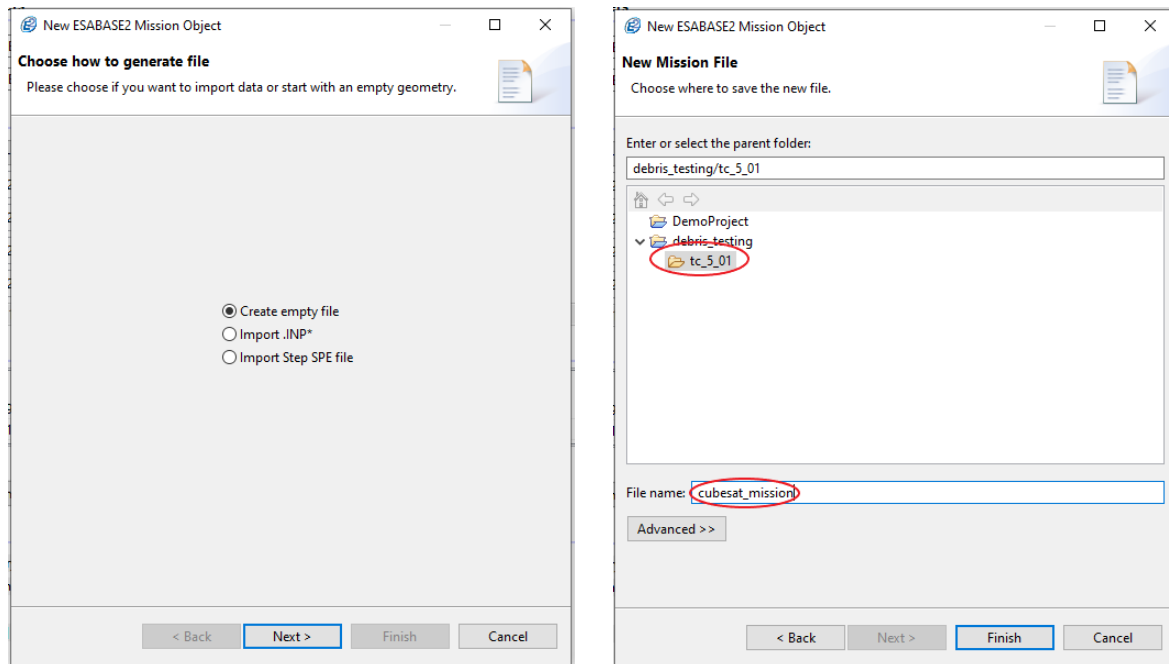 New ESABASE2 Mission Object
Choose how to generate file
Please choose if you want to import data or start with an empty geometry.
Create empty file
Import .INP*
Import Step SPE file
< Back
Next >
Finish
Cancel
New ESABASE2 Mission Object
New Mission File
Choose where to save the new file.
Enter or select the parent folder:
debris_testing/tc_5_01
DemoProject
debris_testing
tc_5_01
File name: cubesat_mission
Advanced >>
< Back
Next >
Finish
Cancel